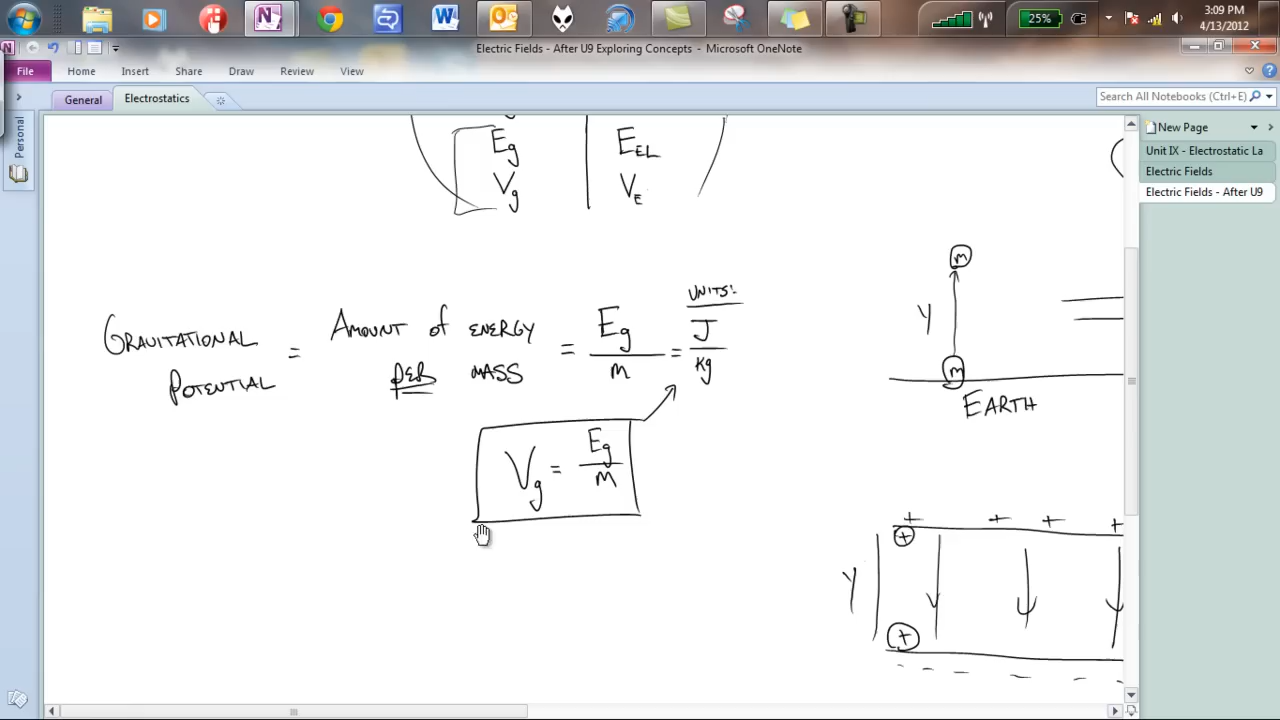 3:09 PM
25%
4/13/2012
Electric Fields - After U9 Exploring Concepts - Microsoft OneNote
File Home Insert Share Draw Review View
General Electrostatics
Search All Notebooks (Ctrl+E)
Personal
New Page
Unit IX - Electrostatic La
Electric Fields
Electric Fields - After U9
Eg EEL
Vg VE
GRAVITATIONAL POTENTIAL = AMOUNT of ENERGY PER MASS = Eg/m = UNITS: J/kg
Vg = Eg/m
m
Y
m
EARTH
+ + + +
+
Y
+
- - - - -